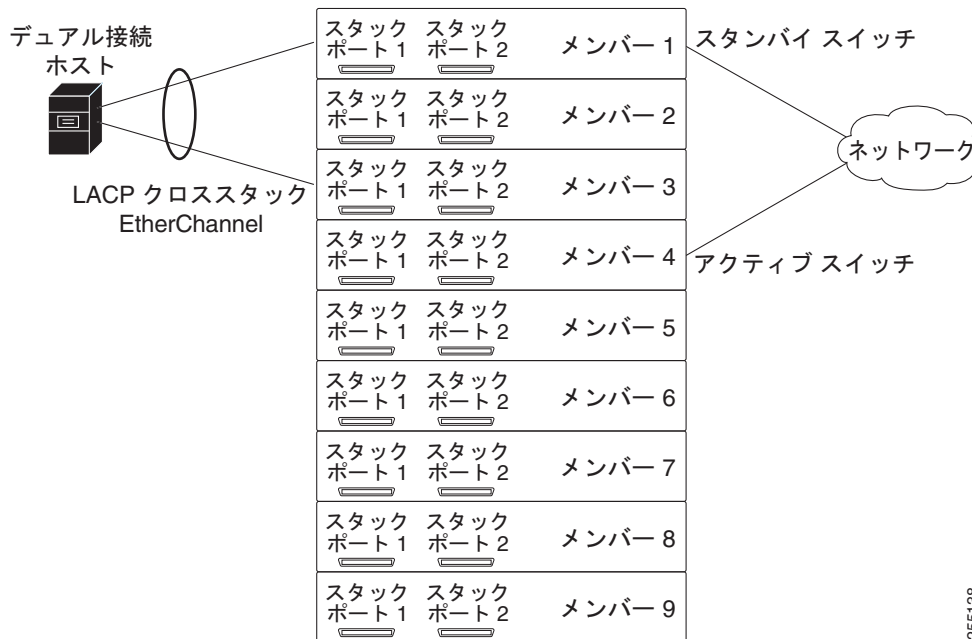 デュアル接続
ホスト
LACP クロススタック
EtherChannel
スタック スタック
ポート 1 ポート 2 メンバー 1
スタック スタック
ポート 1 ポート 2 メンバー 2
スタック スタック
ポート 1 ポート 2 メンバー 3
スタック スタック
ポート 1 ポート 2 メンバー 4
スタック スタック
ポート 1 ポート 2 メンバー 5
スタック スタック
ポート 1 ポート 2 メンバー 6
スタック スタック
ポート 1 ポート 2 メンバー 7
スタック スタック
ポート 1 ポート 2 メンバー 8
スタック スタック
ポート 1 ポート 2 メンバー 9
スタンバイ スイッチ
ネットワーク
アクティブ スイッチ